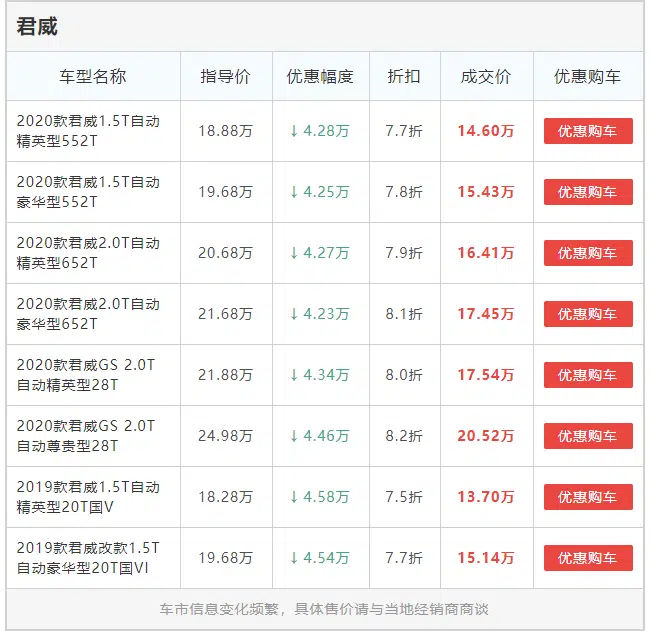 君威
车型名称 指导价 优惠幅度 折扣 成交价 优惠购车
2020款君威1.5T自动
精英型552T
18.88万 ↓4.28万 7.7折 14.60万 优惠购车
2020款君威1.5T自动
豪华型552T
19.68万 ↓4.25万 7.8折 15.43万 优惠购车
2020款君威2.0T自动
精英型652T
20.68万 ↓4.27万 7.9折 16.41万 优惠购车
2020款君威2.0T自动
豪华型652T
21.68万 ↓4.23万 8.1折 17.45万 优惠购车
2020款君威GS 2.0T
自动精英型28T
21.88万 ↓4.34万 8.0折 17.54万 优惠购车
2020款君威GS 2.0T
自动尊贵型28T
24.98万 ↓4.46万 8.2折 20.52万 优惠购车
2019款君威1.5T自动
精英型20T国V
18.28万 ↓4.58万 7.5折 13.70万 优惠购车
2019款君威改款1.5T
自动豪华型20T国VI
19.68万 ↓4.54万 7.7折 15.14万 优惠购车
车市信息变化频繁，具体售价请与当地经销商商谈